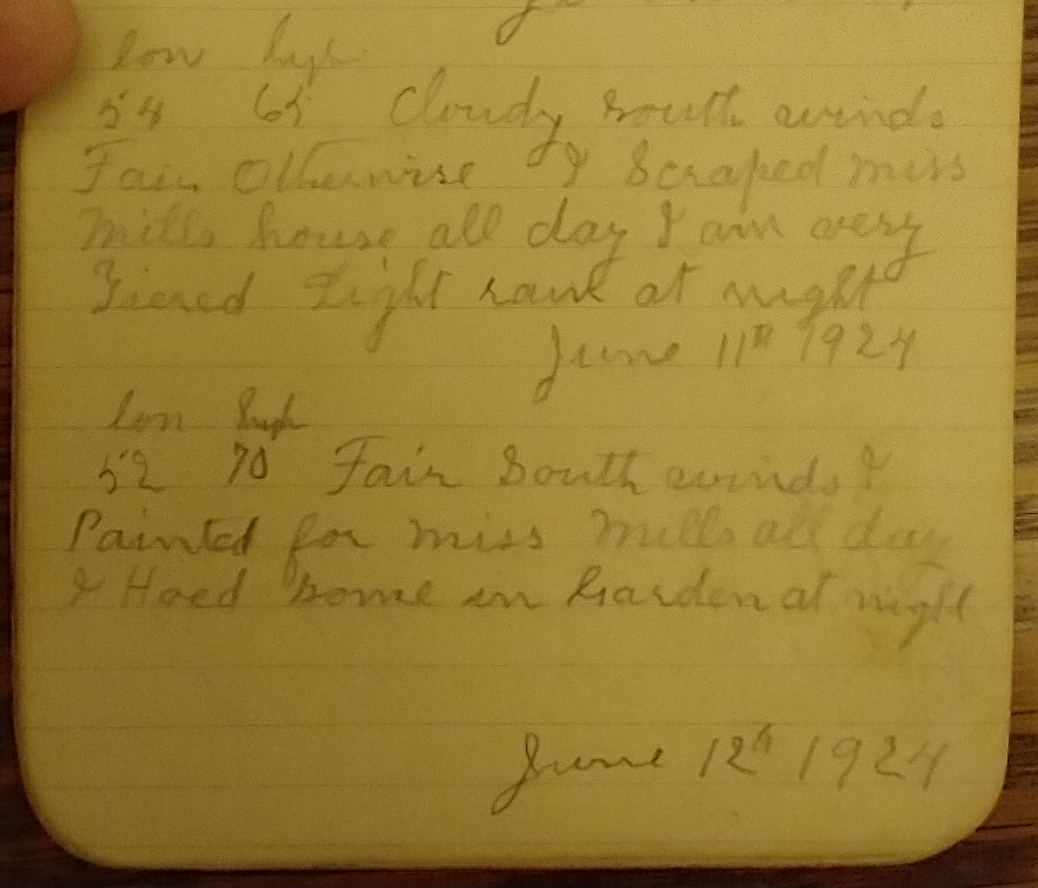 low high
54 65 Cloudy south winds
Fair Otherwise I Scraped miss
Mills house all day I am very
Tiered Light rain at night
June 11th 1924
low high
52 70 Fair South winds I
Painted for miss Mills all day
& Hoed some in Garden at night
June 12th 1924